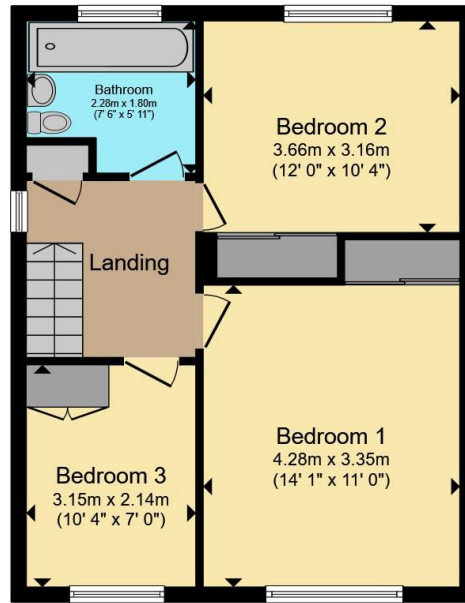 Bathroom
2.28m x 1.80m
(7' 6" x 5' 11")
Bedroom 2
3.66m x 3.16m
(12' 0" x 10' 4")
Landing
Bedroom 1
4.28m x 3.35m
(14' 1" x 11' 0")
Bedroom 3
3.15m x 2.14m
(10' 4" x 7' 0")